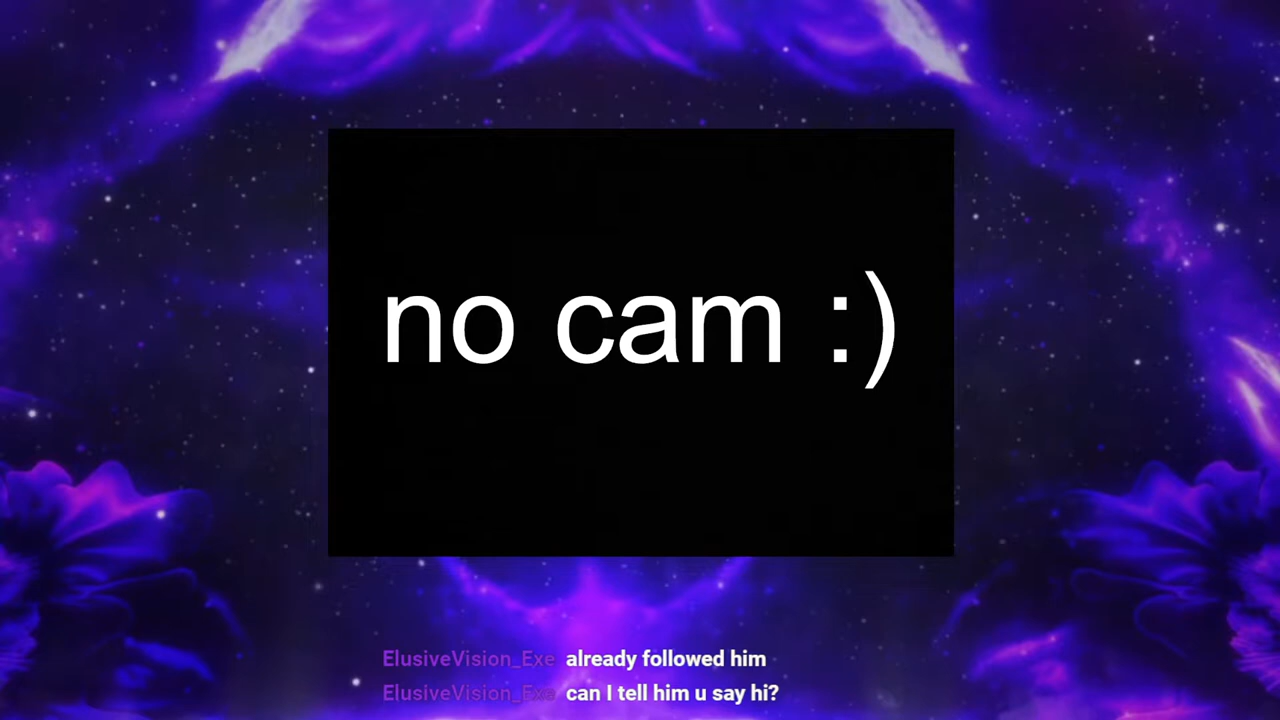 no cam :)
ElusiveVision_Exe already followed him
ElusiveVision_Exe can I tell him u say hi?